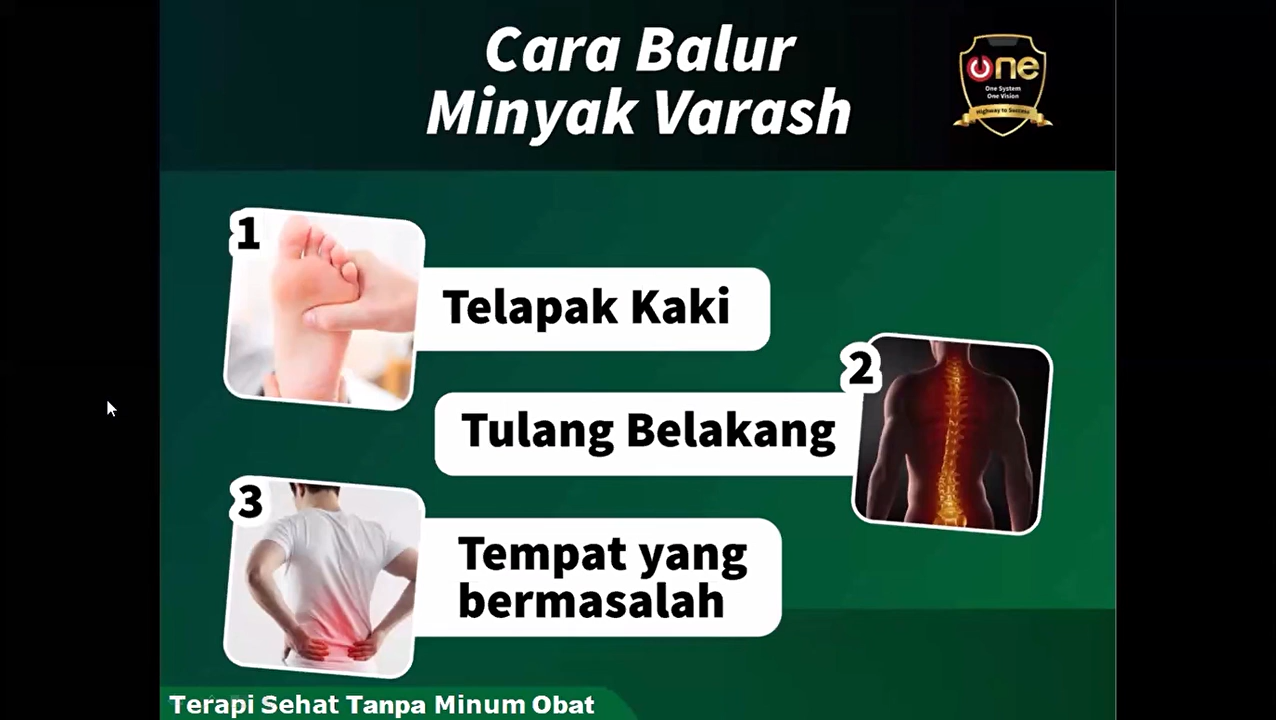 Cara Balur
Minyak Varash
one
One System
One Vision
Highway to Success
1
Telapak Kaki
2
Tulang Belakang
3
Tempat yang
bermasalah
Terapi Sehat Tanpa Minum Obat